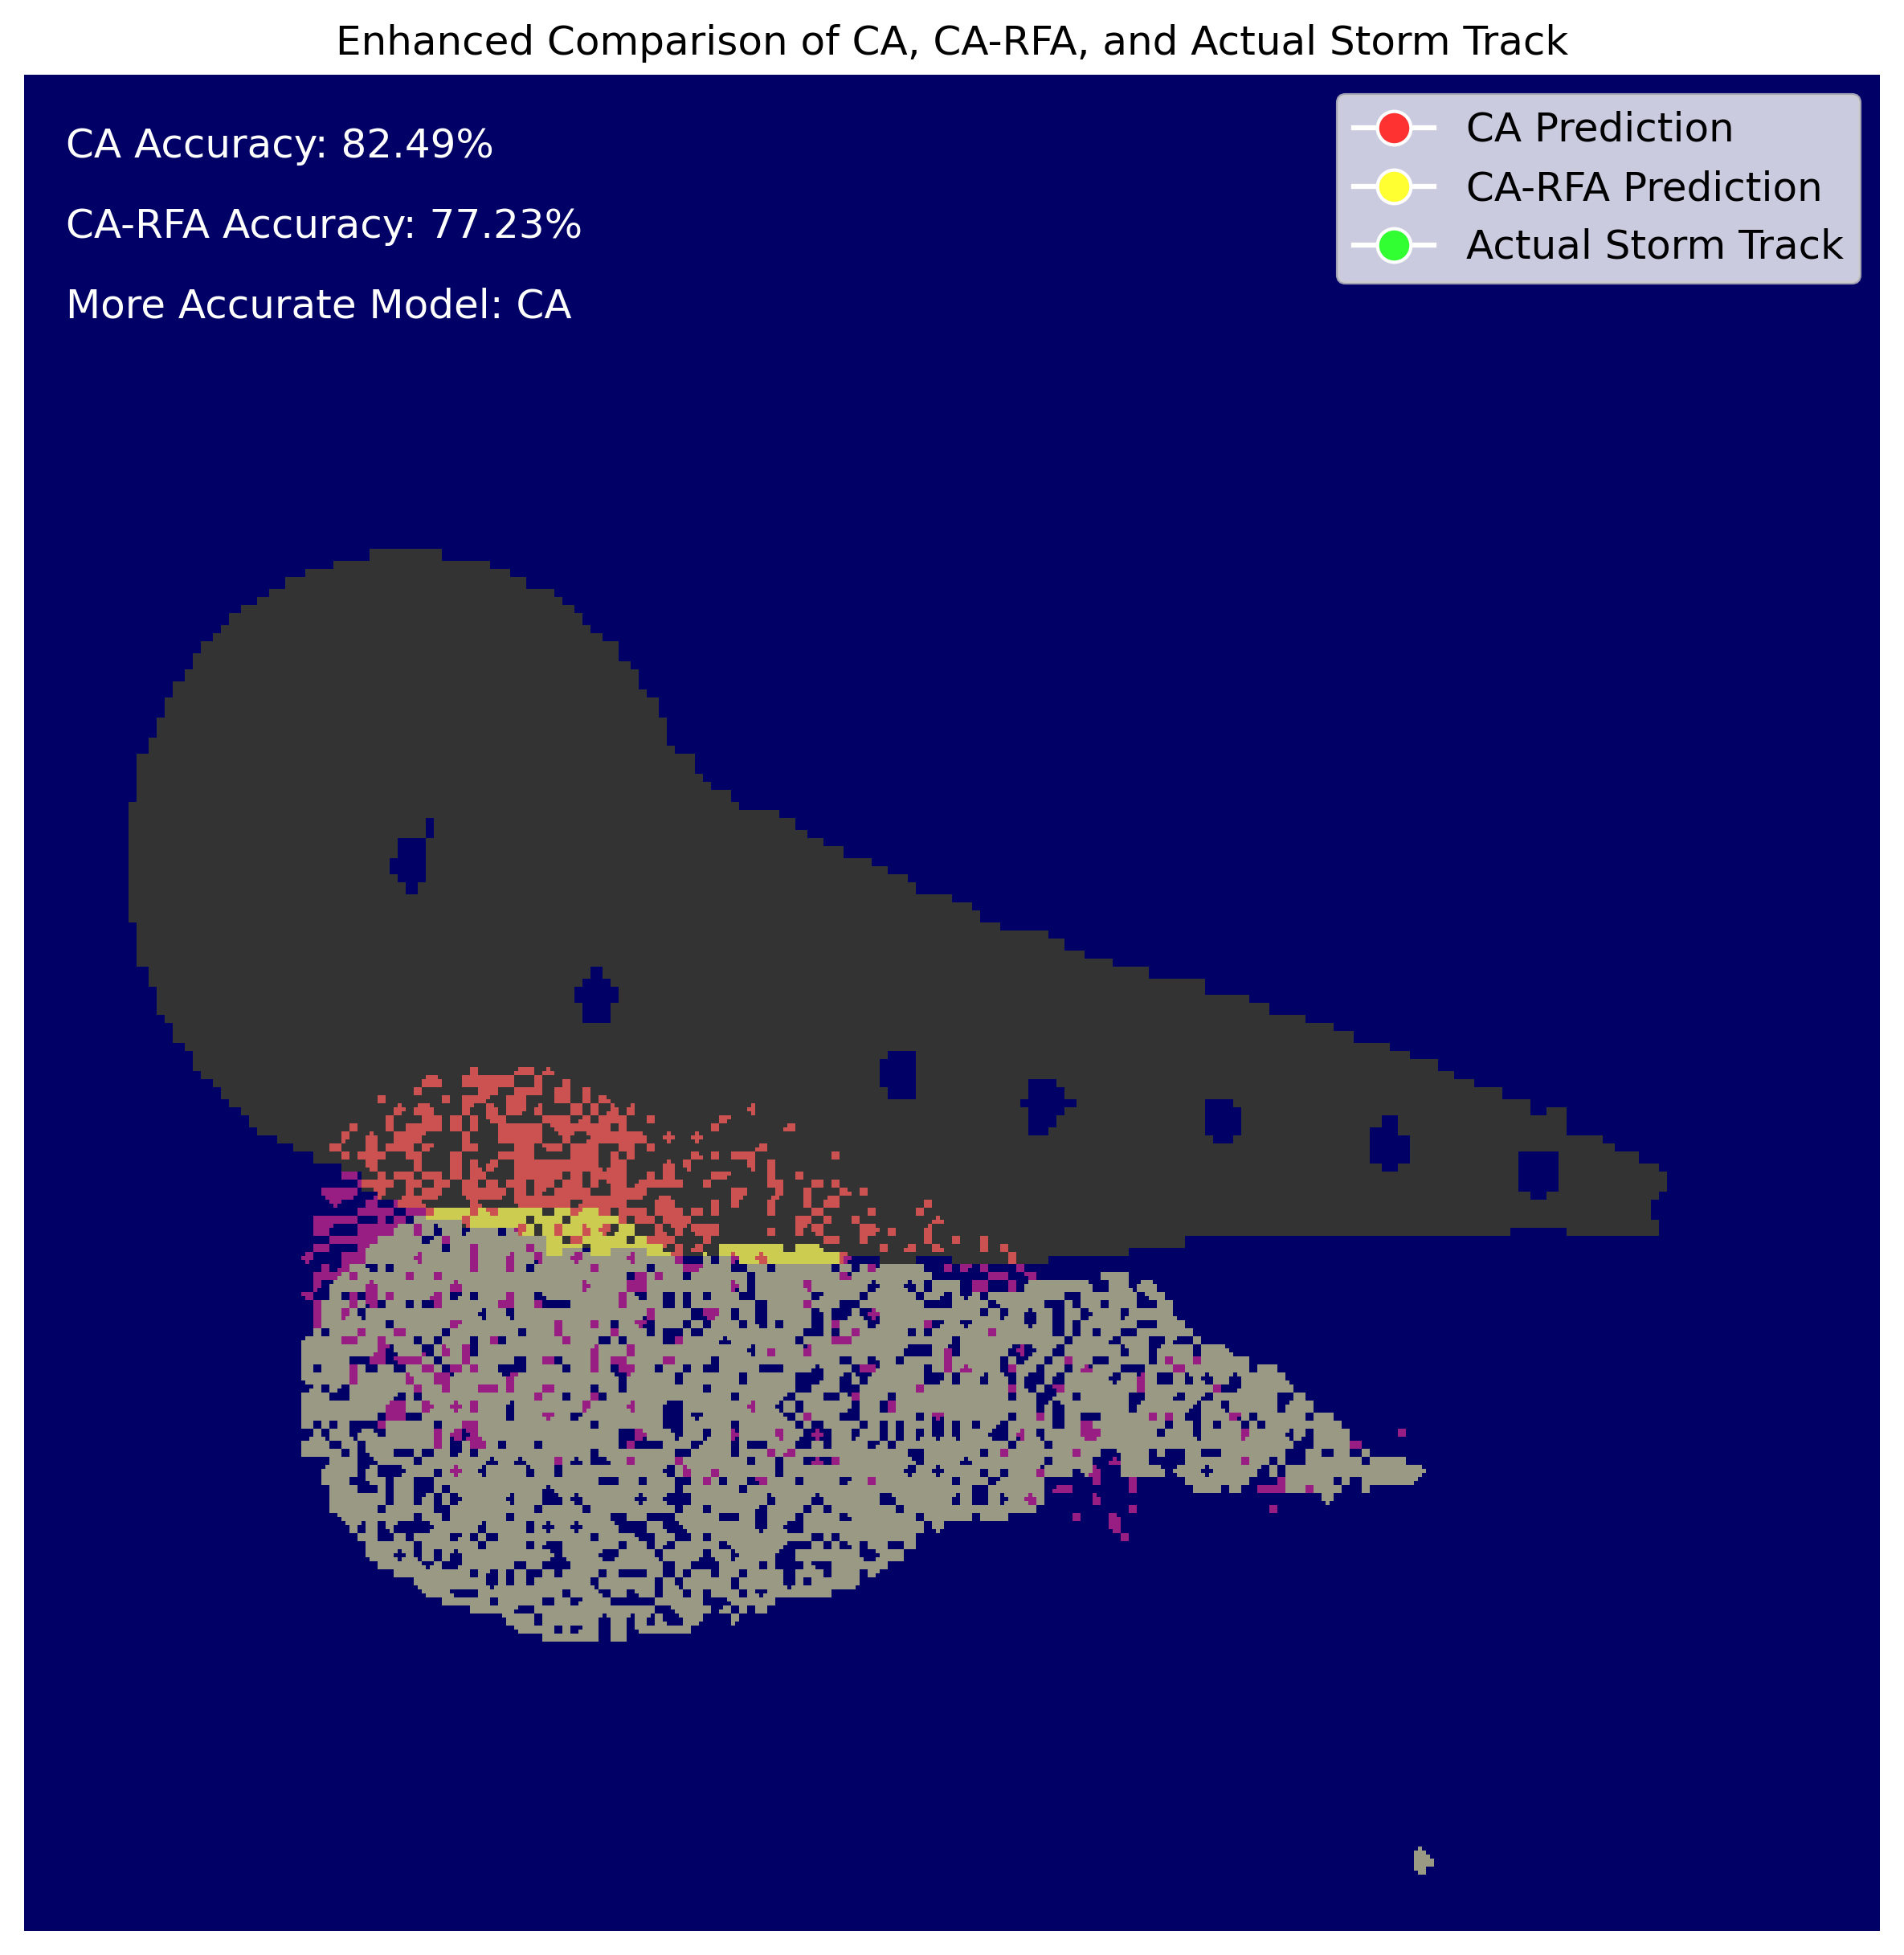 Enhanced Comparison of CA, CA-RFA, and Actual Storm Track
CA Accuracy: 82.49%
CA-RFA Accuracy: 77.23%
More Accurate Model: CA
CA Prediction
CA-RFA Prediction
Actual Storm Track